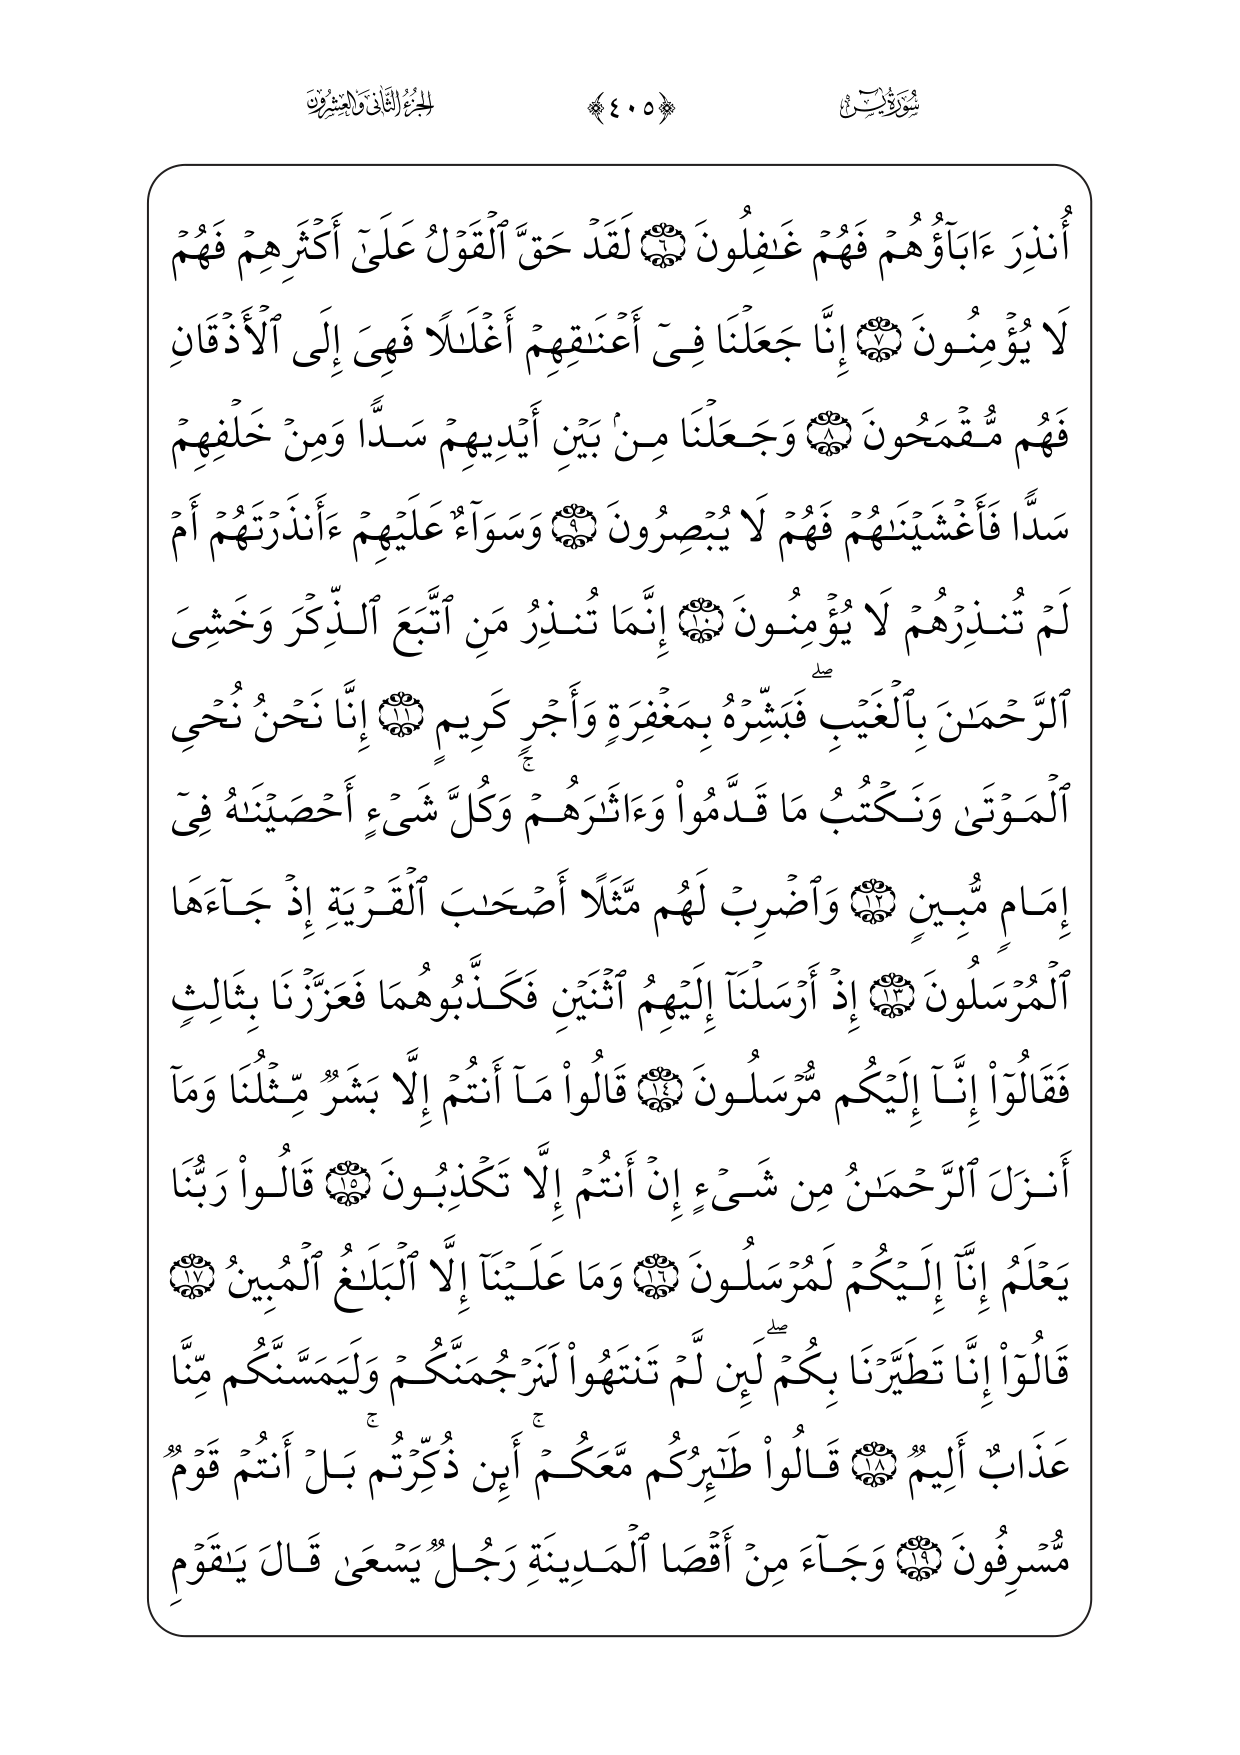 سُورَةُ يسٓ ﴿٤٠٥﴾ الجُزْءُ الثَّانِى وَالعِشْرُونَ
أُنذِرَ ءَابَآؤُهُمۡ فَهُمۡ غَٰفِلُونَ ٦ لَقَدۡ حَقَّ ٱلۡقَوۡلُ عَلَىٰٓ أَكۡثَرِهِمۡ فَهُمۡ
لَا يُؤۡمِنُونَ ٧ إِنَّا جَعَلۡنَا فِىٓ أَعۡنَٰقِهِمۡ أَغۡلَٰلًا فَهِىَ إِلَى ٱلۡأَذۡقَانِ
فَهُم مُّقۡمَحُونَ ٨ وَجَعَلۡنَا مِنۢ بَيۡنِ أَيۡدِيهِمۡ سَدًّا وَمِنۡ خَلۡفِهِمۡ
سَدًّا فَأَغۡشَيۡنَٰهُمۡ فَهُمۡ لَا يُبۡصِرُونَ ٩ وَسَوَآءٌ عَلَيۡهِمۡ ءَأَنذَرۡتَهُمۡ أَمۡ
لَمۡ تُنذِرۡهُمۡ لَا يُؤۡمِنُونَ ١٠ إِنَّمَا تُنذِرُ مَنِ ٱتَّبَعَ ٱلذِّكۡرَ وَخَشِىَ
ٱلرَّحۡمَٰنَ بِٱلۡغَيۡبِۖ فَبَشِّرۡهُ بِمَغۡفِرَةٍ وَأَجۡرٍ كَرِيمٍ ١١ إِنَّا نَحۡنُ نُحۡىِ
ٱلۡمَوۡتَىٰ وَنَكۡتُبُ مَا قَدَّمُواْ وَءَاثَٰرَهُمۡۚ وَكُلَّ شَىۡءٍ أَحۡصَيۡنَٰهُ فِىٓ
إِمَامٍ مُّبِينٍ ١٢ وَٱضۡرِبۡ لَهُم مَّثَلًا أَصۡحَٰبَ ٱلۡقَرۡيَةِ إِذۡ جَآءَهَا
ٱلۡمُرۡسَلُونَ ١٣ إِذۡ أَرۡسَلۡنَآ إِلَيۡهِمُ ٱثۡنَيۡنِ فَكَذَّبُوهُمَا فَعَزَّزۡنَا بِثَالِثٍ
فَقَالُوٓاْ إِنَّآ إِلَيۡكُم مُّرۡسَلُونَ ١٤ قَالُواْ مَآ أَنتُمۡ إِلَّا بَشَرٌ مِّثۡلُنَا وَمَآ
أَنزَلَ ٱلرَّحۡمَٰنُ مِن شَىۡءٍ إِنۡ أَنتُمۡ إِلَّا تَكۡذِبُونَ ١٥ قَالُواْ رَبُّنَا
يَعۡلَمُ إِنَّآ إِلَيۡكُمۡ لَمُرۡسَلُونَ ١٦ وَمَا عَلَيۡنَآ إِلَّا ٱلۡبَلَٰغُ ٱلۡمُبِينُ ١٧
قَالُوٓاْ إِنَّا تَطَيَّرۡنَا بِكُمۡۖ لَئِن لَّمۡ تَنتَهُواْ لَنَرۡجُمَنَّكُمۡ وَلَيَمَسَّنَّكُم مِّنَّا
عَذَابٌ أَلِيمٌ ١٨ قَالُواْ طَٰٓئِرُكُم مَّعَكُمۡۚ أَئِن ذُكِّرۡتُمۚ بَلۡ أَنتُمۡ قَوۡمٌ
مُّسۡرِفُونَ ١٩ وَجَآءَ مِنۡ أَقۡصَا ٱلۡمَدِينَةِ رَجُلٌ يَسۡعَىٰ قَالَ يَٰقَوۡمِ